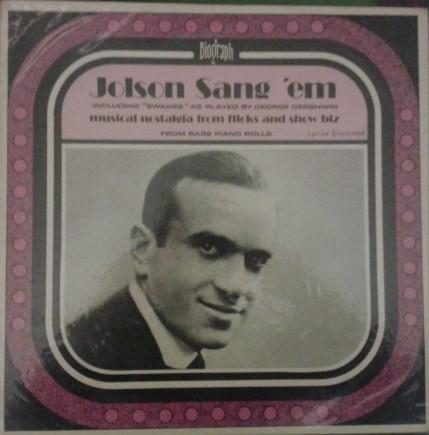 Biograph
Jolson Sang 'em
INCLUDING "SWANEE" AS PLAYED BY GEORGE GERSHWIN
musical nostalgia from flicks and show biz
FROM RARE PIANO ROLLS
Lyrics Enclosed